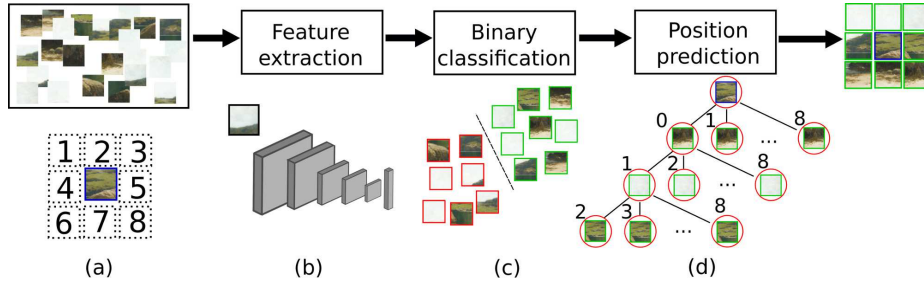 Feature
extraction
Binary
classification
Position
prediction
1 2 3
4 5
6 7 8
0 1 8
1 2 8
...
...
2 3 8
...
(a) (b) (c) (d)